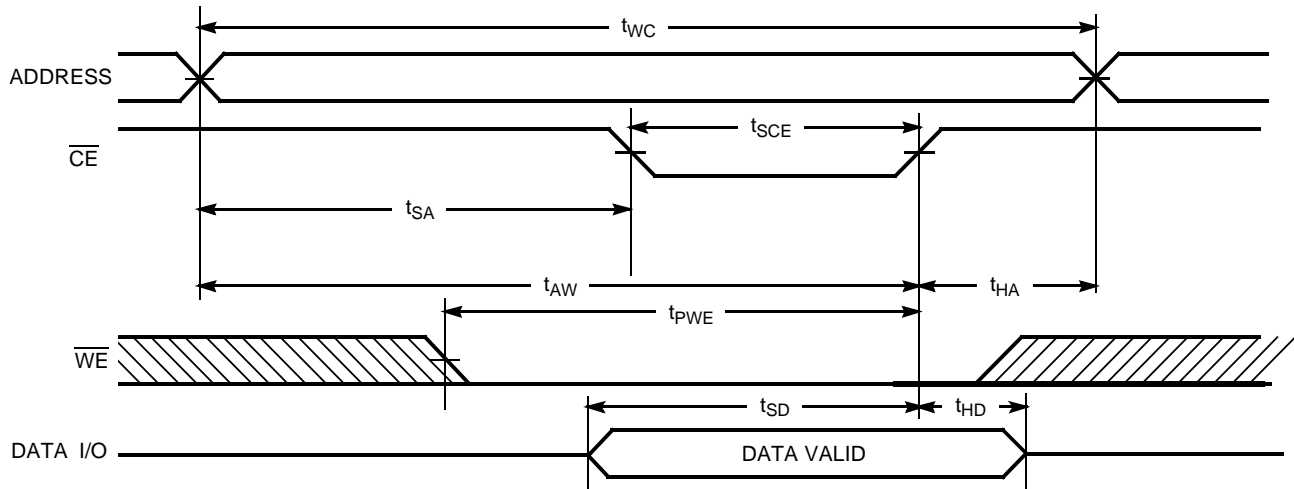 tWC
ADDRESS
tSCE
CE
tSA
tAW
tHA
tPWE
WE
tSD
tHD
DATA I/O
DATA VALID